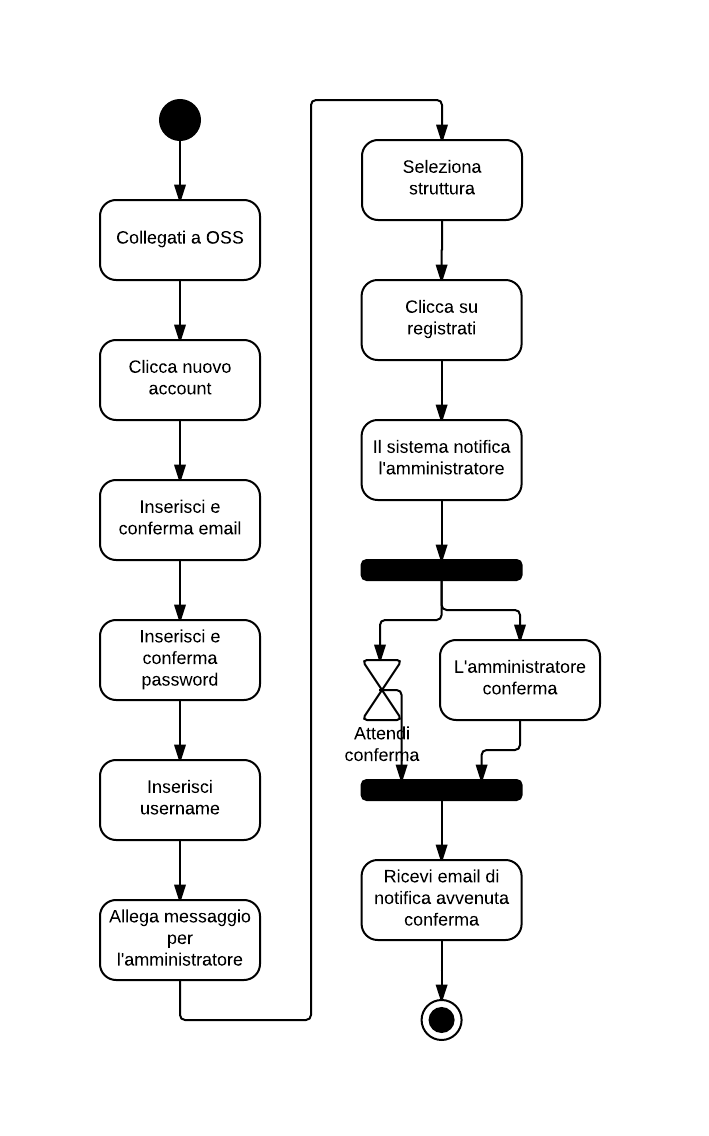 Collegati a OSS
Clicca nuovo
account
Inserisci e
conferma email
Inserisci e
conferma
password
Inserisci
username
Allega messaggio
per
l'amministratore
Seleziona
struttura
Clicca su
registrati
Il sistema notifica
l'amministratore
Attendi
conferma
L'amministratore
conferma
Ricevi email di
notifica avvenuta
conferma